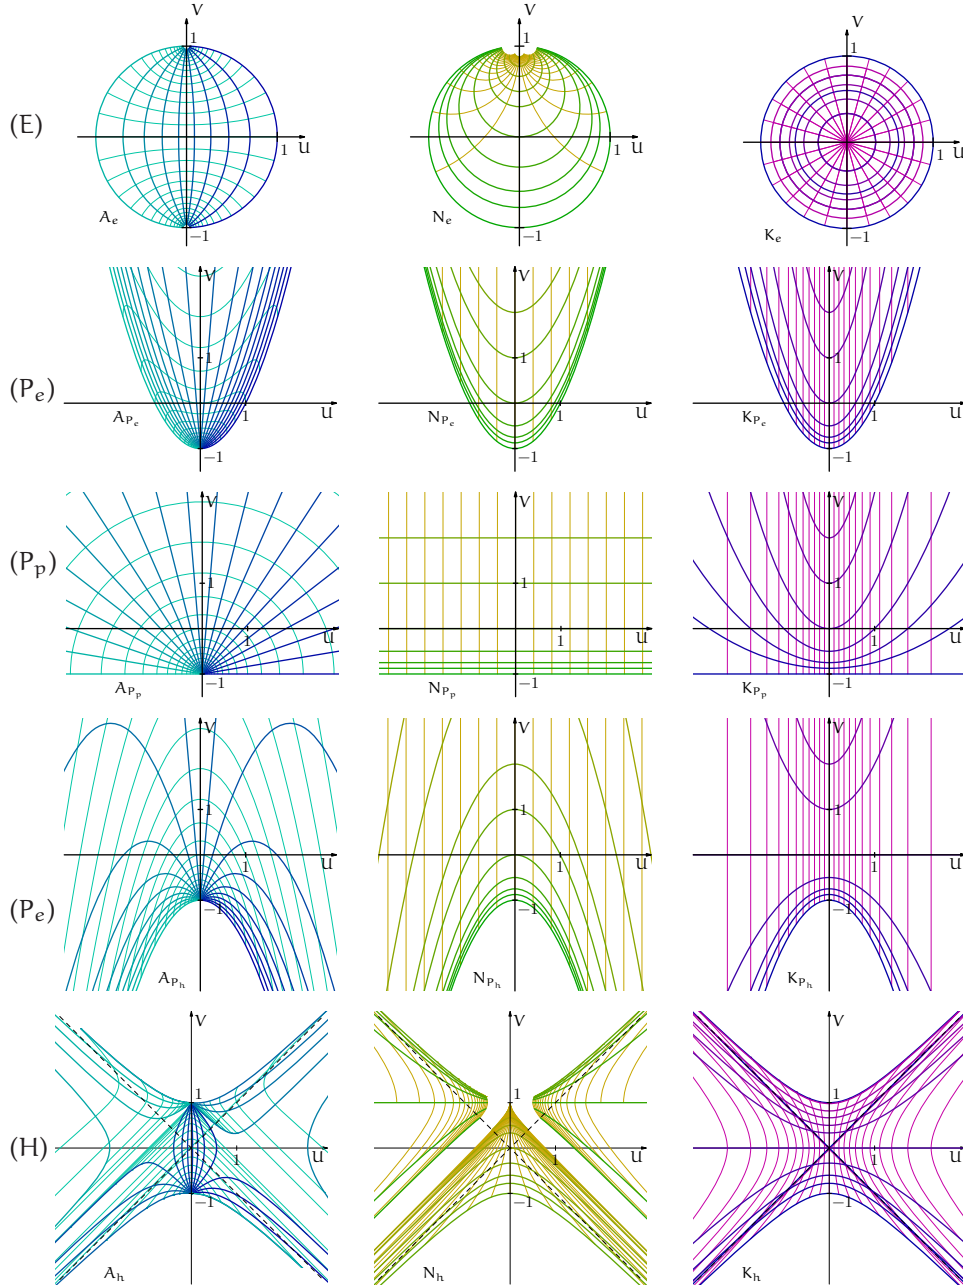 V V V
1 1 1
(E) u 1 u 1 u 1
A_e −1 N_e −1 K_e −1
V V V
1 1 1
(P_e) A_{P_e} 1 u N_{P_e} 1 u K_{P_e} 1 u
−1 −1 −1
V V V
(P_p) 1 1 1
1 u 1 u 1 u
A_{P_p} −1 N_{P_p} −1 K_{P_p} −1
V V V
1 1 1
1 u 1 u 1 u
(P_e) −1 −1 −1
A_{P_h} N_{P_h} K_{P_h}
V V V
1 1 1
(H) 1 u 1 u 1 u
−1 −1 −1
A_h N_h K_h